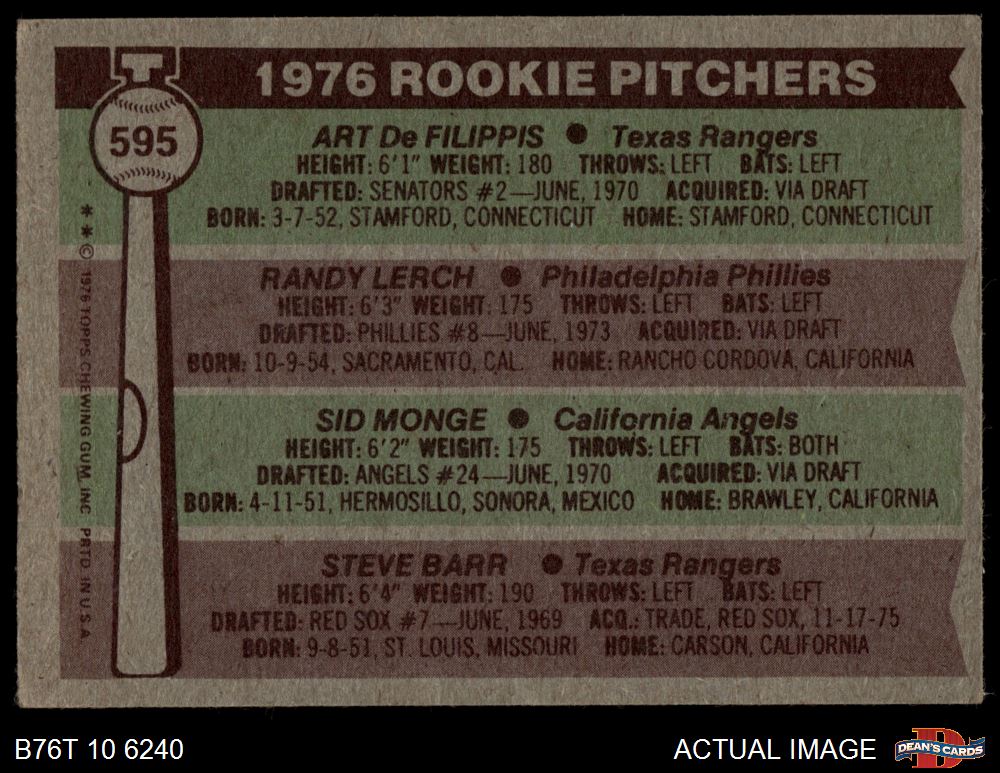 T
1976 ROOKIE PITCHERS
595
ART De FILIPPIS ● Texas Rangers
HEIGHT: 6'1" WEIGHT: 180 THROWS: LEFT BATS: LEFT
DRAFTED: SENATORS #2—JUNE, 1970 ACQUIRED: VIA DRAFT
BORN: 3-7-52, STAMFORD, CONNECTICUT HOME: STAMFORD, CONNECTICUT
RANDY LERCH ● Philadelphia Phillies
HEIGHT: 6'3" WEIGHT: 175 THROWS: LEFT BATS: LEFT
DRAFTED: PHILLIES #8—JUNE, 1973 ACQUIRED: VIA DRAFT
BORN: 10-9-54, SACRAMENTO, CAL. HOME: RANCHO CORDOVA, CALIFORNIA
SID MONGE ● California Angels
HEIGHT: 6'2" WEIGHT: 175 THROWS: LEFT BATS: BOTH
DRAFTED: ANGELS #24—JUNE, 1970 ACQUIRED: VIA DRAFT
BORN: 4-11-51, HERMOSILLO, SONORA, MEXICO HOME: BRAWLEY, CALIFORNIA
STEVE BARR ● Texas Rangers
HEIGHT: 6'4" WEIGHT: 190 THROWS: LEFT BATS: LEFT
DRAFTED: RED SOX #7—JUNE, 1969 ACQ.: TRADE, RED SOX, 11-17-75
BORN: 9-8-51, ST. LOUIS, MISSOURI HOME: CARSON, CALIFORNIA
** © 1976 TOPPS CHEWING GUM, INC. PRTD. IN U.S.A.
B76T 10 6240
ACTUAL IMAGE
D
DEAN'S CARDS